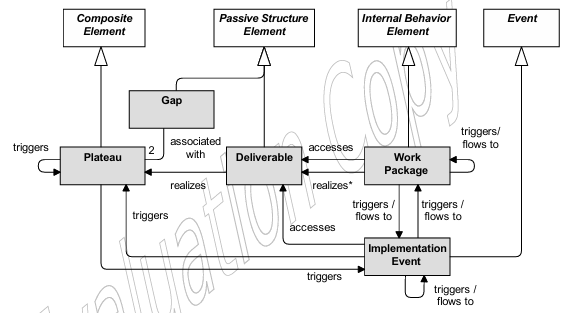 Composite
Element
Passive Structure
Element
Internal Behavior
Element
Event
Gap
triggers
Plateau
2
associated
with
Deliverable
accesses
Work
Package
triggers/
flows to
realizes
realizes*
triggers
triggers /
flows to
triggers /
flows to
accesses
Implementation
Event
triggers
triggers /
flows to